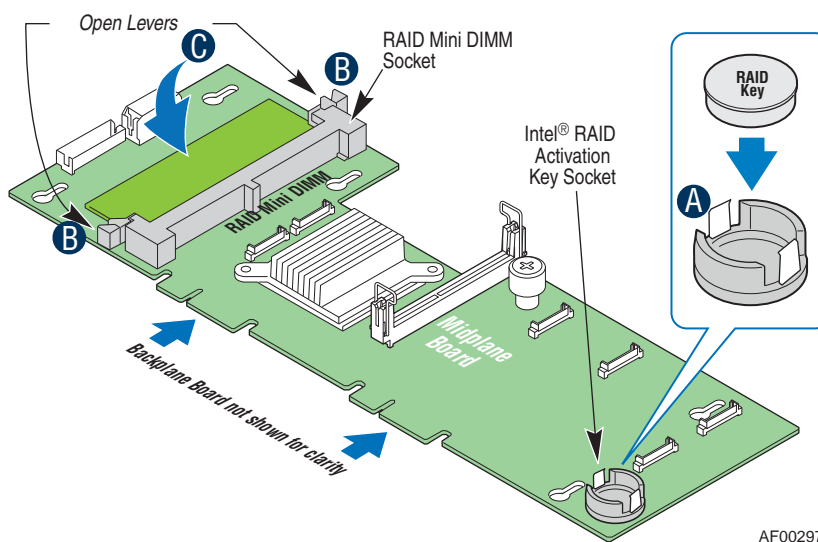 Open Levers
C
B
RAID Mini DIMM
Socket
RAID
Key
Intel® RAID
Activation
Key Socket
A
B
RAID Mini DIMM
Midplane
Board
Backplane Board not shown for clarity
AF00297